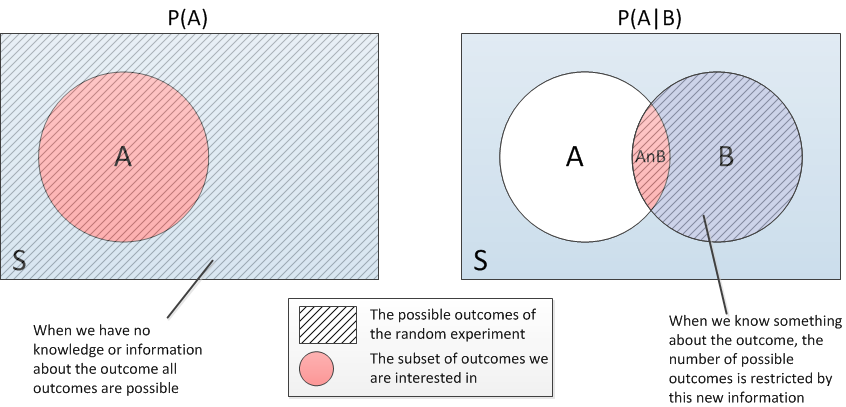 P(A)
P(A|B)
A
S
A
AnB
B
S
When we have no
knowledge or information
about the outcome all
outcomes are possible
The possible outcomes of
the random experiment
The subset of outcomes we
are interested in
When we know something
about the outcome, the
number of possible
outcomes is restricted by
this new information